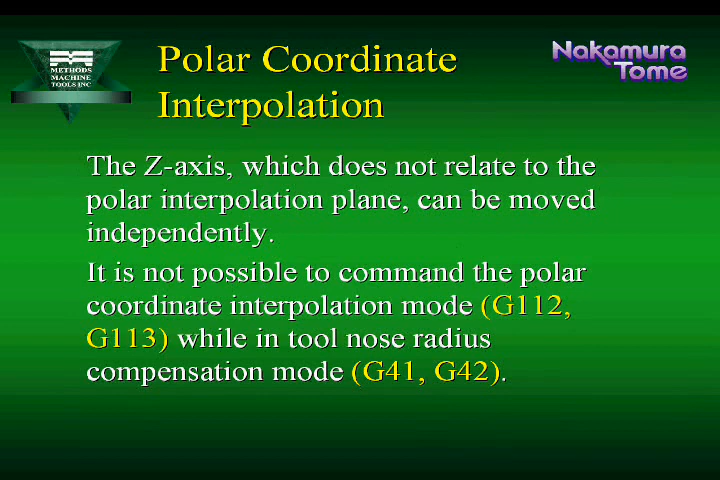 METHODS
MACHINE
TOOLS INC
Polar Coordinate
Interpolation
Nakamura
Tome
The Z-axis, which does not relate to the
polar interpolation plane, can be moved
independently.
It is not possible to command the polar
coordinate interpolation mode (G112,
G113) while in tool nose radius
compensation mode (G41, G42).